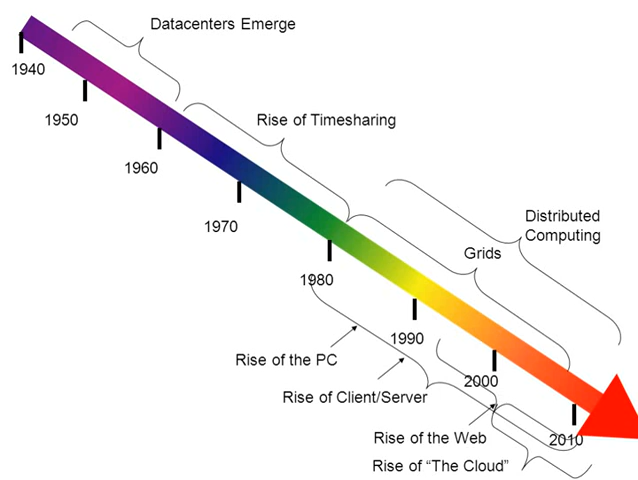 Datacenters Emerge
1940
1950
Rise of Timesharing
1960
1970
Distributed
Computing
Grids
1980
1990
Rise of the PC
2000
Rise of Client/Server
Rise of the Web
2010
Rise of “The Cloud”